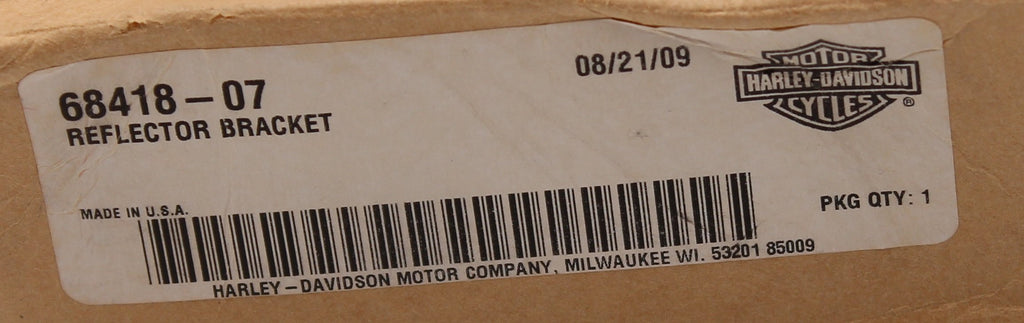 68418-07
REFLECTOR BRACKET
08/21/09
MOTOR
HARLEY-DAVIDSON
CYCLES
®
MADE IN U.S.A.
PKG QTY: 1
HARLEY-DAVIDSON MOTOR COMPANY, MILWAUKEE WI. 53201 85009